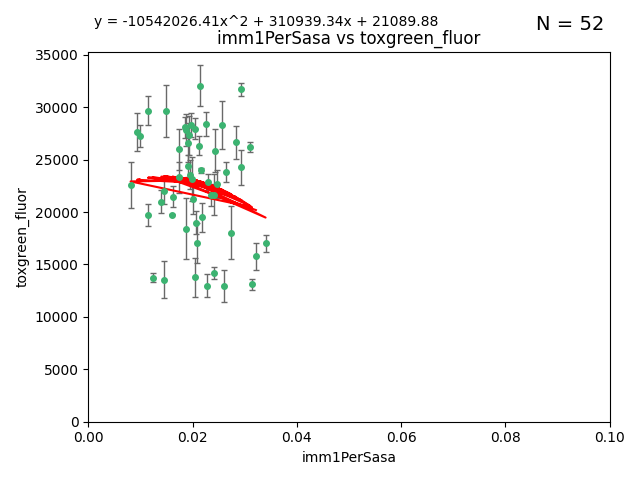 y = -10542026.41x^2 + 310939.34x + 21089.88
N = 52
imm1PerSasa vs toxgreen_fluor
35000
30000
25000
20000
15000
10000
5000
0
toxgreen_fluor
0.00 0.02 0.04 0.06 0.08 0.10
imm1PerSasa